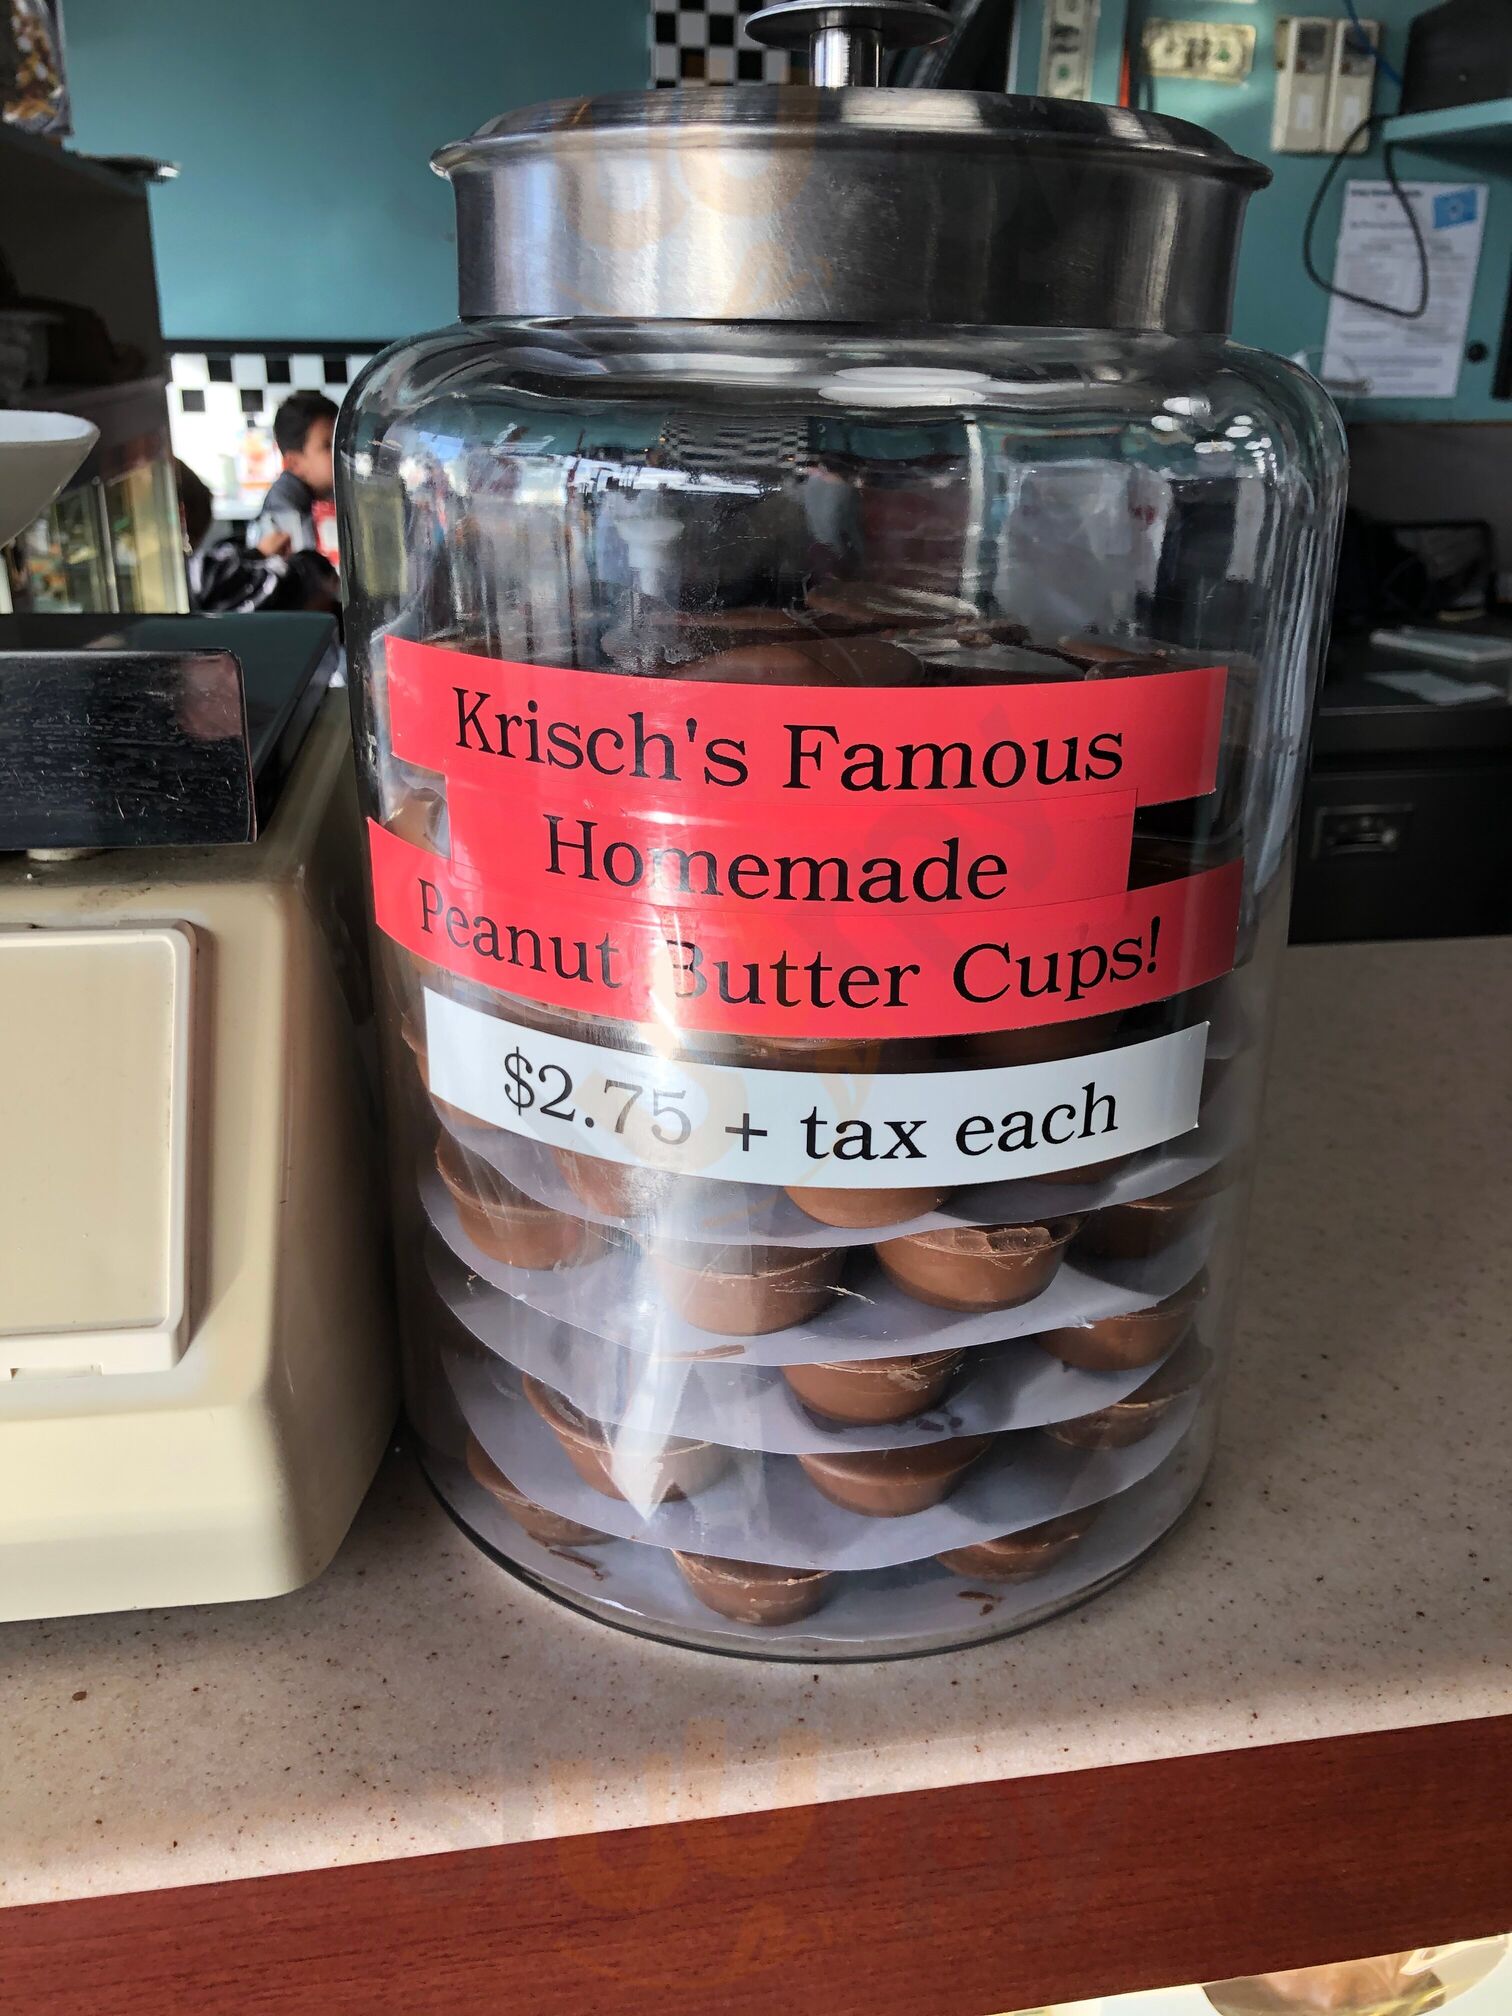 Krisch's Famous
Homemade
Peanut Butter Cups!
$2.75 + tax each